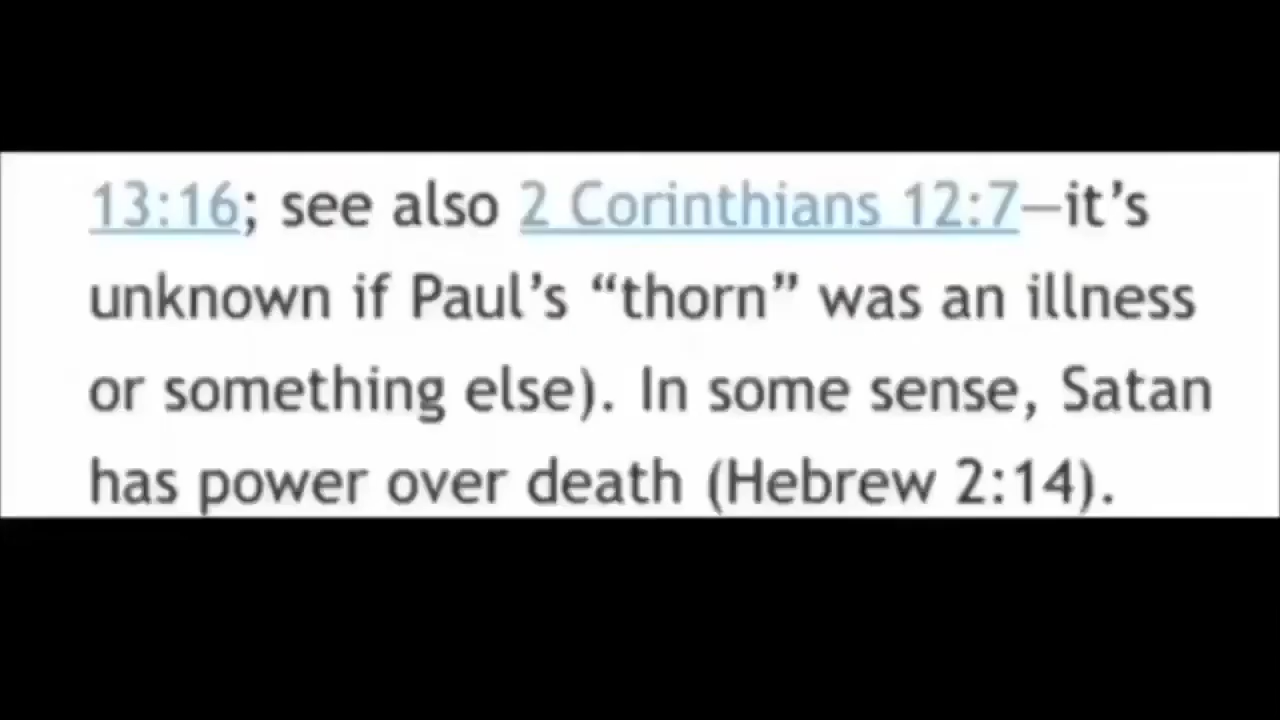 13:16; see also 2 Corinthians 12:7—it’s
unknown if Paul’s “thorn” was an illness
or something else). In some sense, Satan
has power over death (Hebrew 2:14).